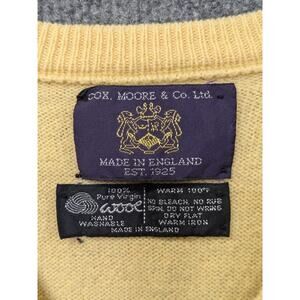 COX, MOORE & Co. Ltd.
MADE IN ENGLAND
EST. 1925
100%
Pure Virgin
wool
HAND
WASHABLE
WARM 100°F
NO BLEACH, NO RUB
SPIN, DO NOT WRING
DRY FLAT
WARM IRON
MADE IN ENGLAND